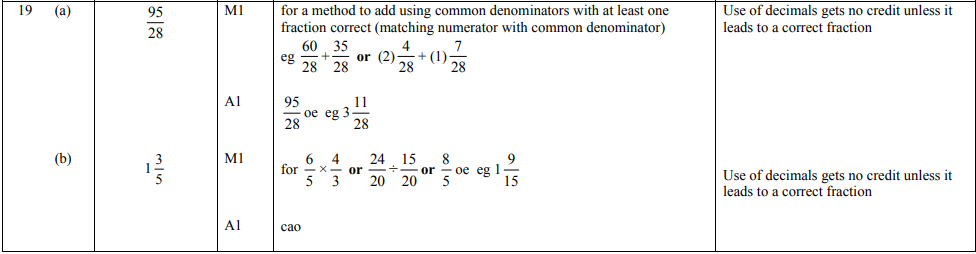 19 (a) 95/28 M1 for a method to add using common denominators with at least one Use of decimals gets no credit unless it
fraction correct (matching numerator with common denominator) leads to a correct fraction
eg 60/28 + 35/28 or (2) 4/28 + (1) 7/28
A1 95/28 oe eg 3 11/28
(b) 1 3/5 M1 for 6/5 × 4/3 or 24/20 ÷ 15/20 or 8/5 oe eg 1 9/15
Use of decimals gets no credit unless it
leads to a correct fraction
A1 cao